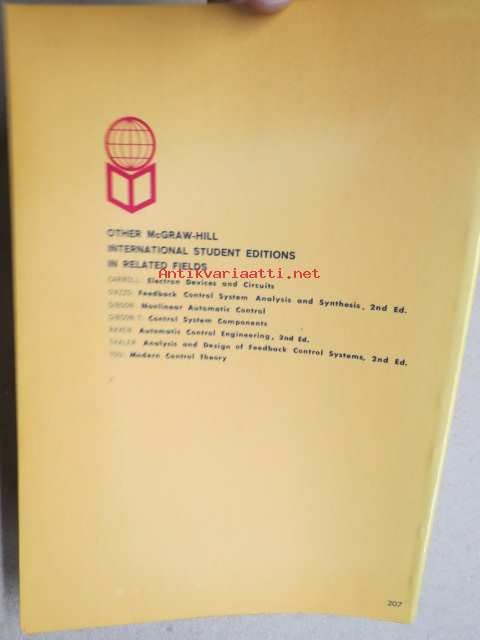 OTHER McGRAW-HILL
INTERNATIONAL STUDENT EDITIONS
IN RELATED FIELDS
Antikvariaatti.net
CARROLL: Electron Devices and Circuits
D'AZZO: Feedback Control System Analysis and Synthesis, 2nd Ed.
GIBSON: Nonlinear Automatic Control
GIBSON-T: Control System Components
RAVEN: Automatic Control Engineering, 2nd Ed.
THALER: Analysis and Design of Feedback Control Systems, 2nd Ed.
TOU: Modern Control Theory
207